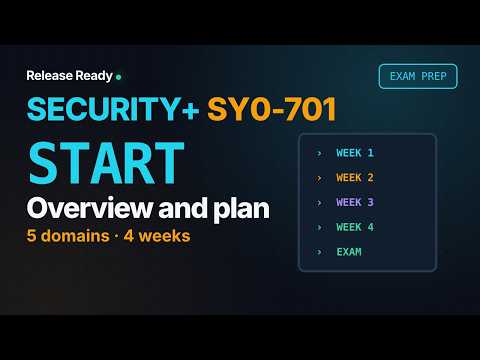 Release Ready
EXAM PREP
SECURITY+ SY0-701
START
Overview and plan
5 domains · 4 weeks
› WEEK 1
› WEEK 2
› WEEK 3
› WEEK 4
› EXAM